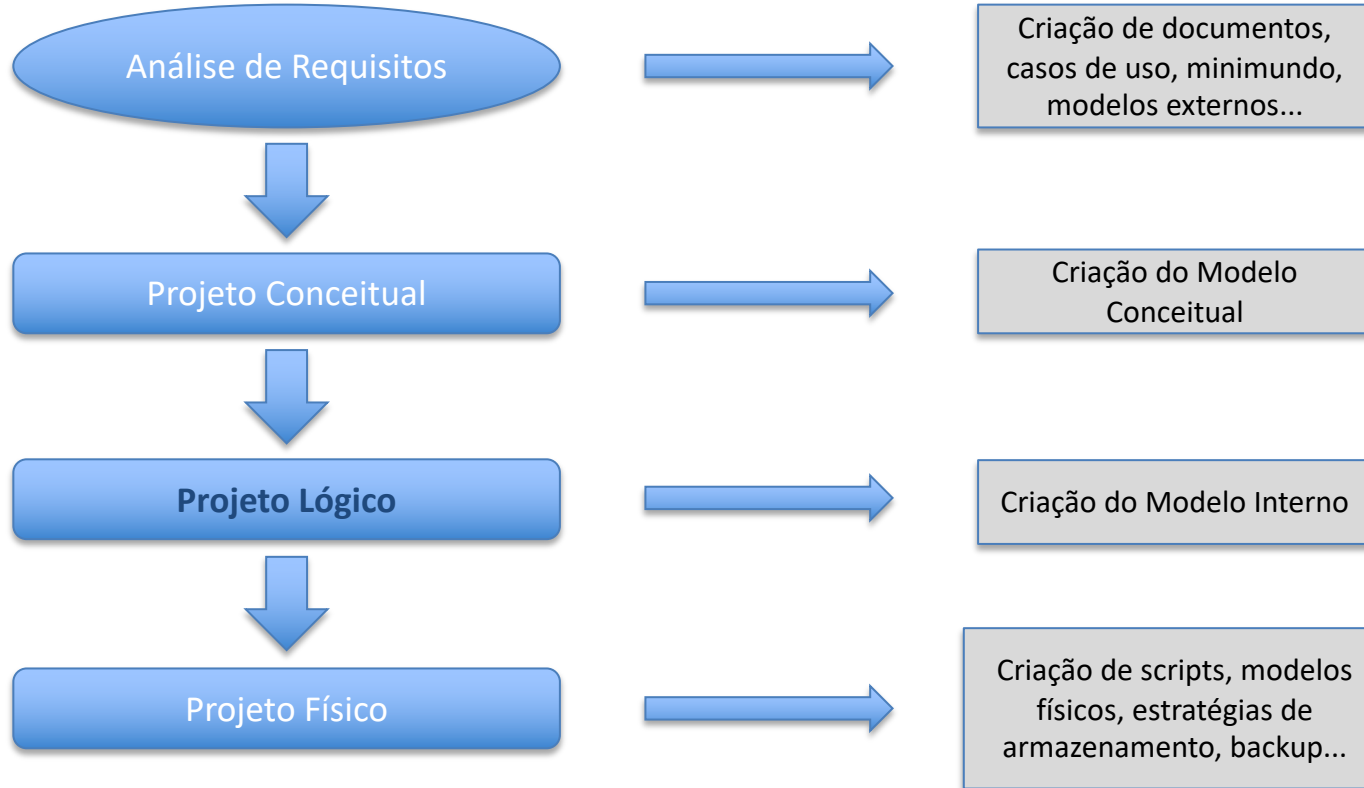 Análise de Requisitos
Criação de documentos,
casos de uso, minimundo,
modelos externos...
Projeto Conceitual
Criação do Modelo
Conceitual
Projeto Lógico
Criação do Modelo Interno
Projeto Físico
Criação de scripts, modelos
físicos, estratégias de
armazenamento, backup...